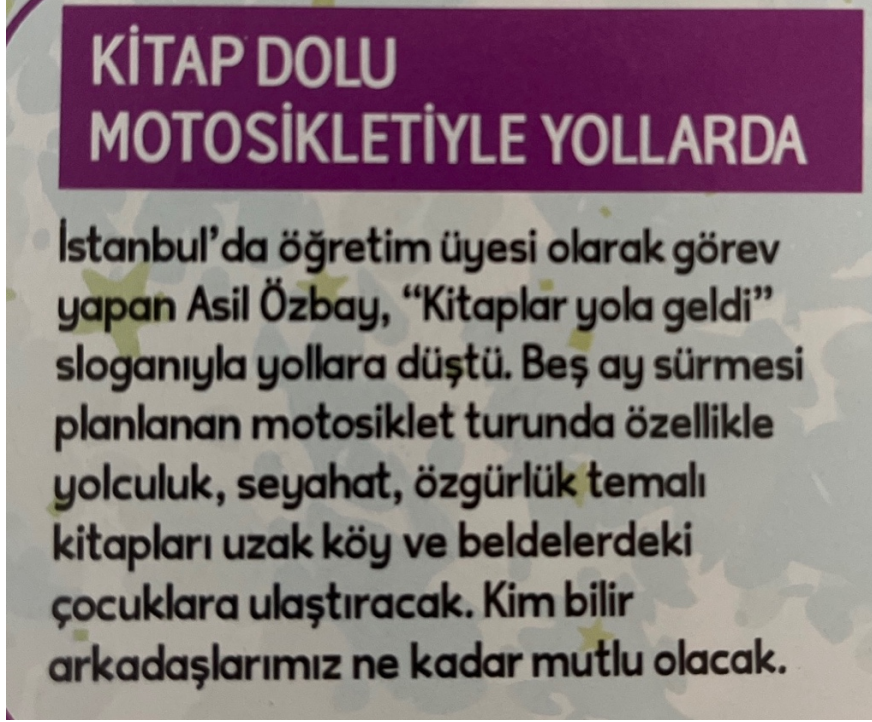 KİTAP DOLU
MOTOSİKLETİYLE YOLLARDA
İstanbul'da öğretim üyesi olarak görev
yapan Asil Özbay, “Kitaplar yola geldi”
sloganıyla yollara düştü. Beş ay sürmesi
planlanan motosiklet turunda özellikle
yolculuk, seyahat, özgürlük temalı
kitapları uzak köy ve beldelerdeki
çocuklara ulaştıracak. Kim bilir
arkadaşlarımız ne kadar mutlu olacak.